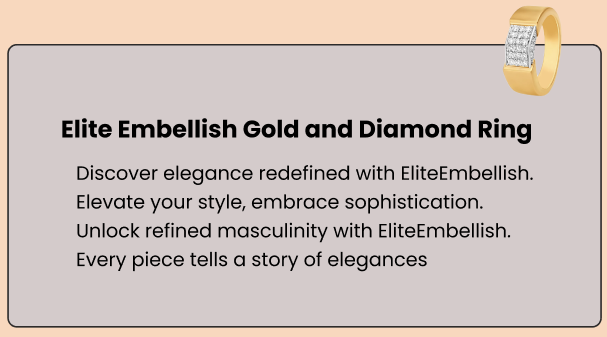 Elite Embellish Gold and Diamond Ring
Discover elegance redefined with EliteEmbellish.
Elevate your style, embrace sophistication.
Unlock refined masculinity with EliteEmbellish.
Every piece tells a story of elegances